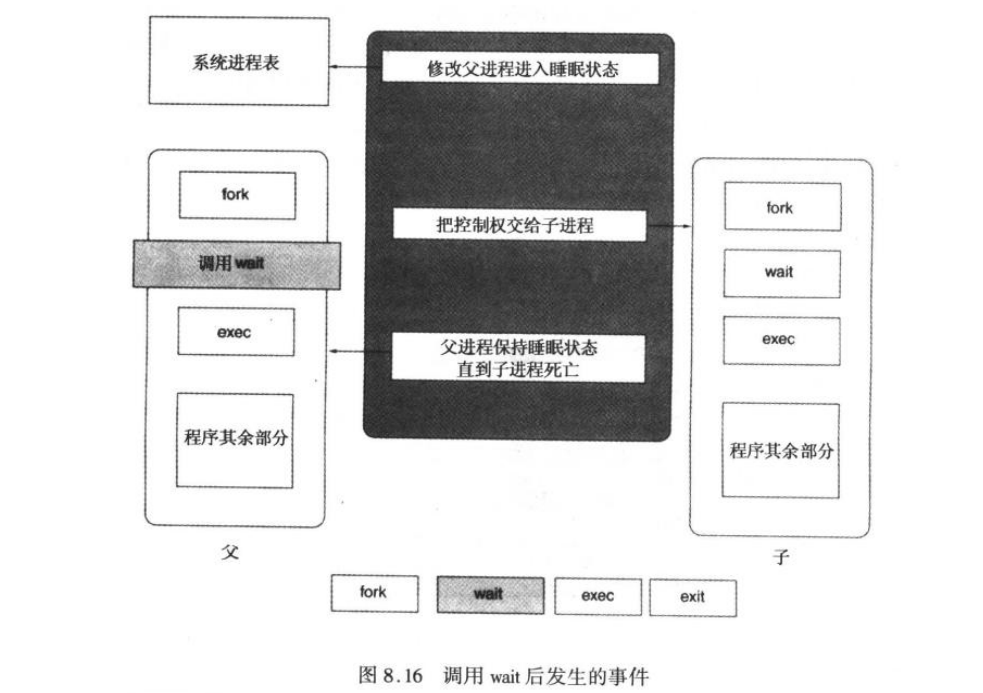 系统进程表
修改父进程进入睡眠状态
fork
调用wait
exec
程序其余部分
父
把控制权交给子进程
父进程保持睡眠状态
直到子进程死亡
fork
wait
exec
程序其余部分
子
fork
wait
exec
exit
图 8.16 调用 wait 后发生的事件